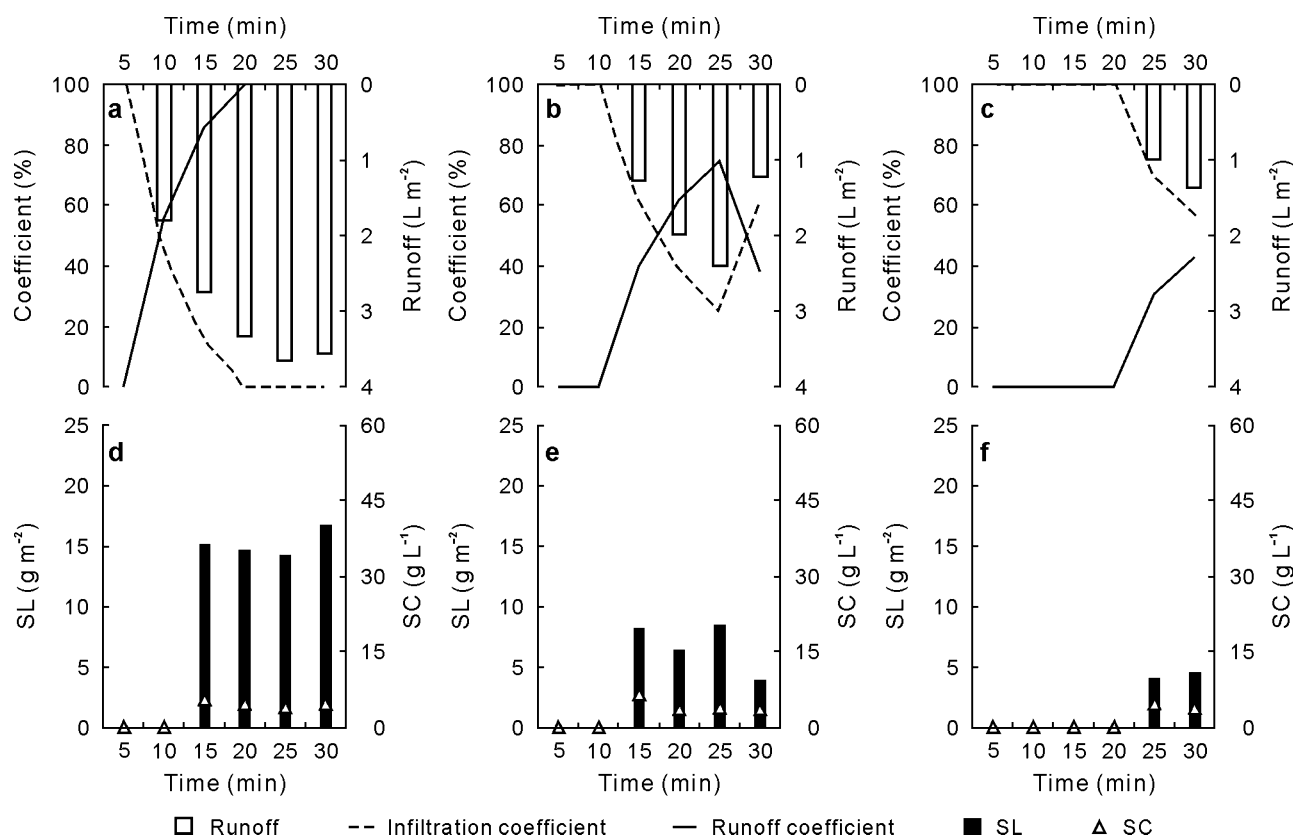 Time (min) Time (min) Time (min)
5 10 15 20 25 30 5 10 15 20 25 30 5 10 15 20 25 30
100 0 100 0 100 0
a b c
80 80 80
1 1 1
60 60 60
2 2 2
40 40 40
3 3 3
20 20 20
0 4 0 4 0 4
Coefficient (%) Runoff (L m⁻²) Coefficient (%) Runoff (L m⁻²) Coefficient (%) Runoff (L m⁻²)
25 60 25 60 25 60
d e f
20 20 20
45 45 45
15 15 15
30 30 30
10 10 10
15 15 15
5 5 5
0 0 0 0 0 0
SL (g m⁻²) SC (g L⁻¹) SL (g m⁻²) SC (g L⁻¹) SL (g m⁻²) SC (g L⁻¹)
5 10 15 20 25 30 5 10 15 20 25 30 5 10 15 20 25 30
Time (min) Time (min) Time (min)
Runoff Infiltration coefficient Runoff coefficient SL SC